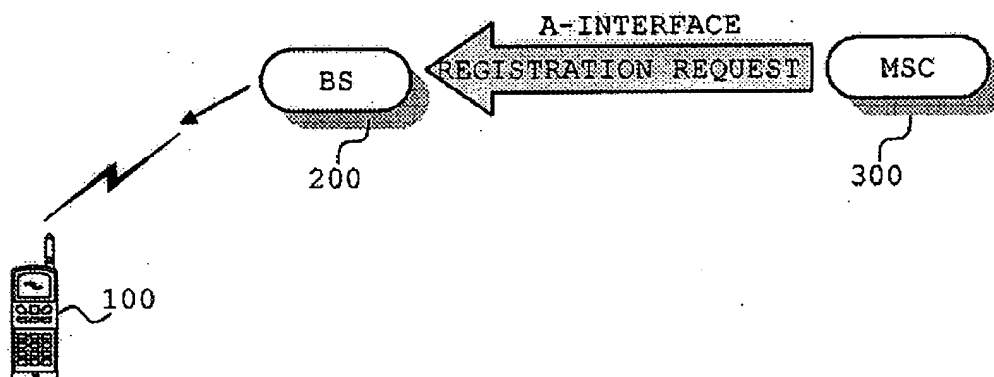 A-INTERFACE
BS
REGISTRATION REQUEST
MSC
200
300
100